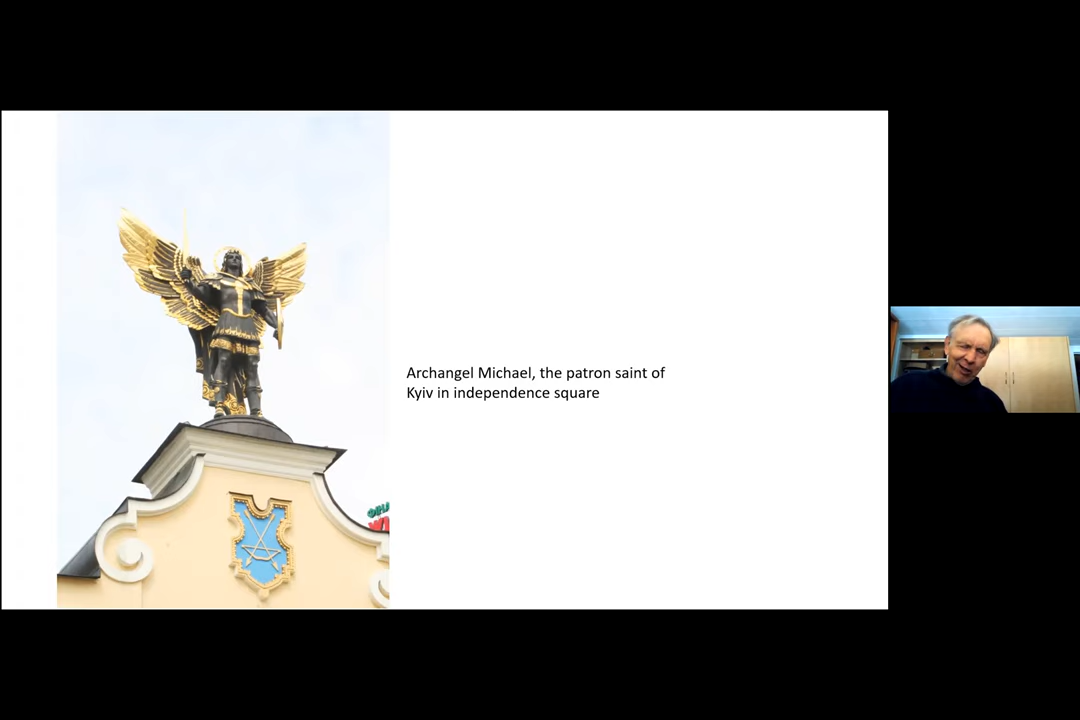 Archangel Michael, the patron saint of
Kyiv in independence square